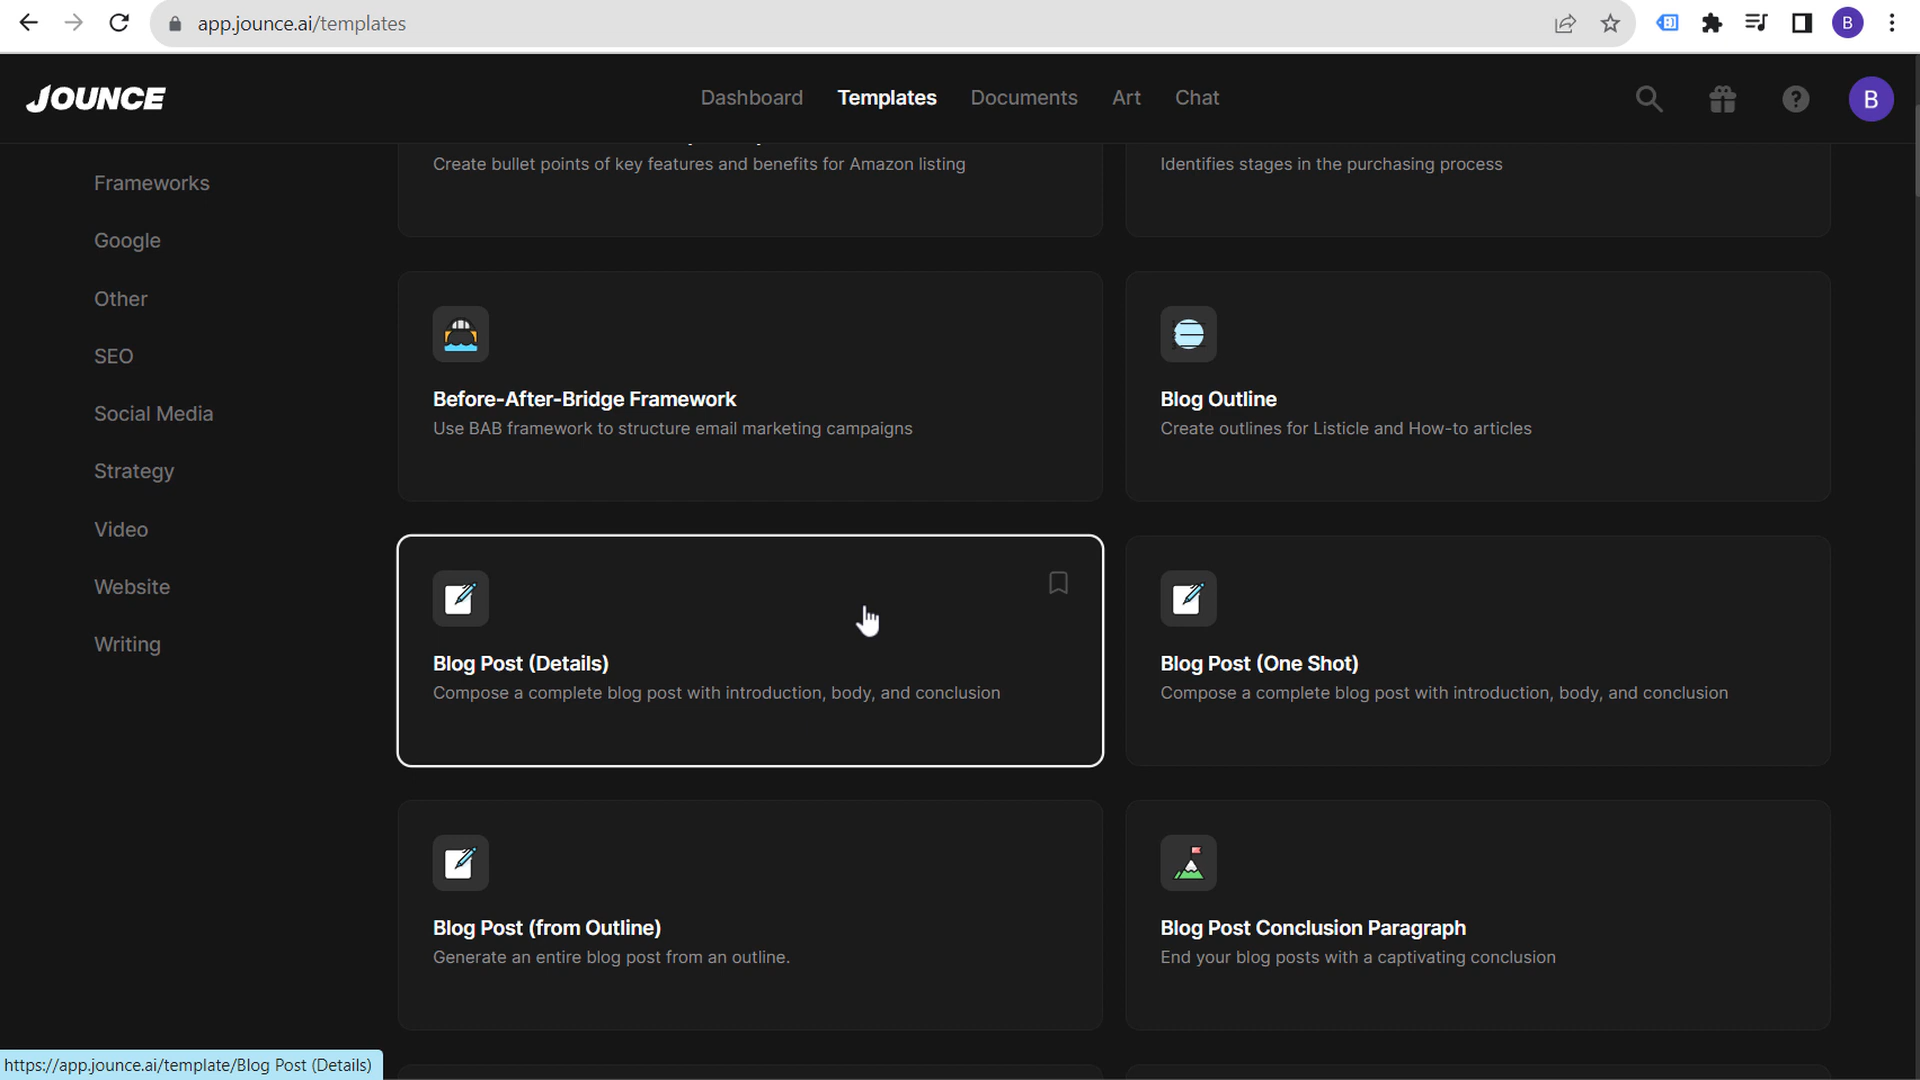 app.jounce.ai/templates
B
JOUNCE
Dashboard
Templates
Documents
Art
Chat
?
B
Frameworks
Google
Other
SEO
Social Media
Strategy
Video
Website
Writing
Create bullet points of key features and benefits for Amazon listing
Identifies stages in the purchasing process
Before-After-Bridge Framework
Use BAB framework to structure email marketing campaigns
Blog Outline
Create outlines for Listicle and How-to articles
Blog Post (Details)
Compose a complete blog post with introduction, body, and conclusion
Blog Post (One Shot)
Compose a complete blog post with introduction, body, and conclusion
Blog Post (from Outline)
Generate an entire blog post from an outline.
Blog Post Conclusion Paragraph
End your blog posts with a captivating conclusion
https://app.jounce.ai/template/Blog Post (Details)